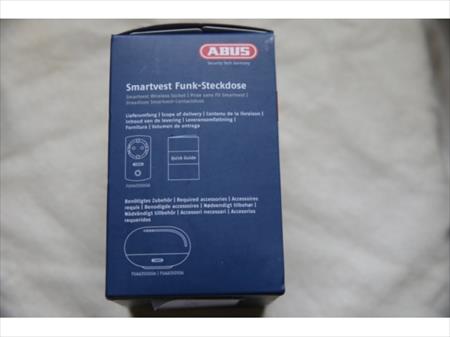 ABUS
Security Tech Germany
Smartvest Funk-Steckdose
Smartvest Wireless Socket | Prise sans fil Smartvest |
Draadloze Smartvest-Contactdoos
Lieferumfang | Scope of delivery | Contenu de la livraison |
Inhoud van de levering | Leveransomfattning |
Fornitura | Volumen de entrega
Quick Guide
Benötigtes Zubehör | Required accessories | Accessoires
requis | Benodigde accessoires | Nødvendigt tilbehør |
Nödvändigt tillbehör | Accessori necessari | Accesorios
requeridos